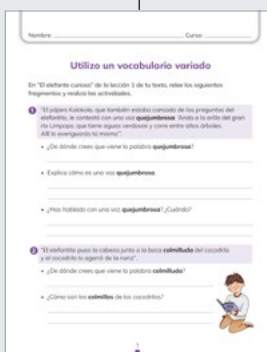 Nombre: Curso:
Utilizo un vocabulario variado
En "El elefante curioso" de la lección 1 de tu texto, relee los siguientes
fragmentos y realiza las actividades.
1 "El pájaro Kolokolo, que también estaba cansado de las preguntas del
elefantito, le contestó con una voz quejumbrosa: 'Anda a la orilla del gran
río Limpopo, que tiene aguas verdosas y corre entre altos árboles.
Allí lo averiguarás tú mismo'".
• ¿De dónde crees que viene la palabra quejumbrosa?
• Explica cómo es una voz quejumbrosa.
• ¿Has hablado con una voz quejumbrosa? ¿Cuándo?
2 "El elefantito puso la cabeza junto a la boca colmilluda del cocodrilo
y el cocodrilo lo agarró de la nariz".
• ¿De dónde crees que viene la palabra colmilluda?
• ¿Cómo son los colmillos de los cocodrilos?
1